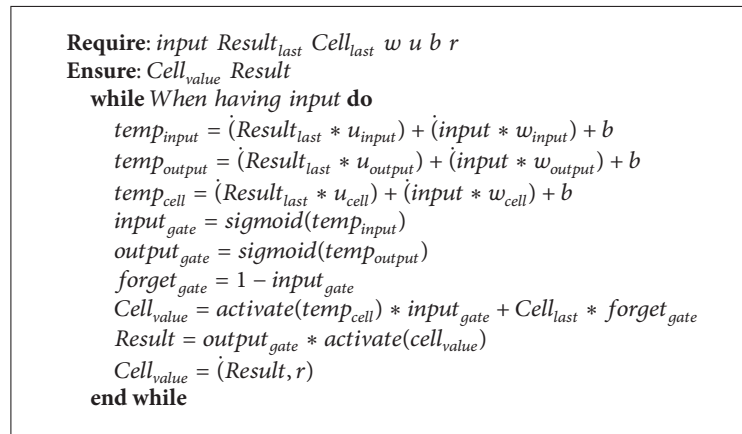 Require: input Result_last Cell_last w u b r
Ensure: Cell_value Result
while When having input do
temp_input = (̇Result_last * u_input) + (̇input * w_input) + b
temp_output = (̇Result_last * u_output) + (̇input * w_output) + b
temp_cell = (̇Result_last * u_cell) + (̇input * w_cell) + b
input_gate = sigmoid(temp_input)
output_gate = sigmoid(temp_output)
forget_gate = 1 − input_gate
Cell_value = activate(temp_cell) * input_gate + Cell_last * forget_gate
Result = output_gate * activate(cell_value)
Cell_value = (̇Result, r)
end while